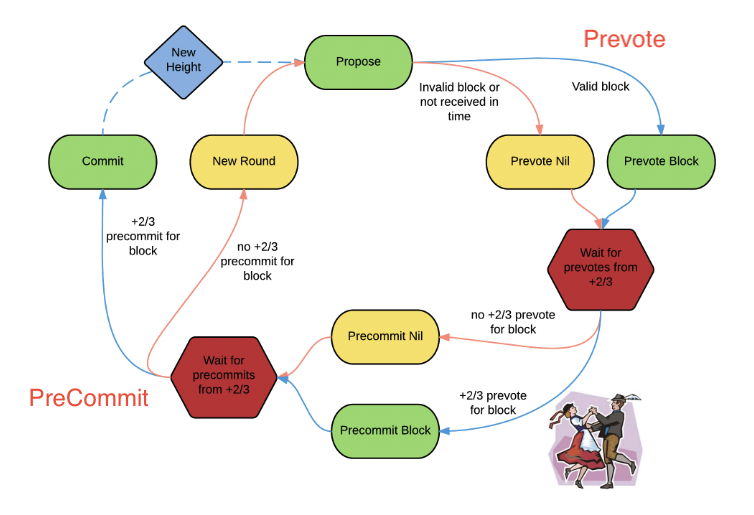 Prevote
New
Height
Propose
Invalid block or
not received in
time
Valid block
Commit
New Round
Prevote Nil
Prevote Block
+2/3
precommit for
block
no +2/3
precommit for
block
Wait for
prevotes from
+2/3
no +2/3 prevote
for block
Precommit Nil
Wait for
precommits
from +2/3
PreCommit
+2/3 prevote
for block
Precommit Block